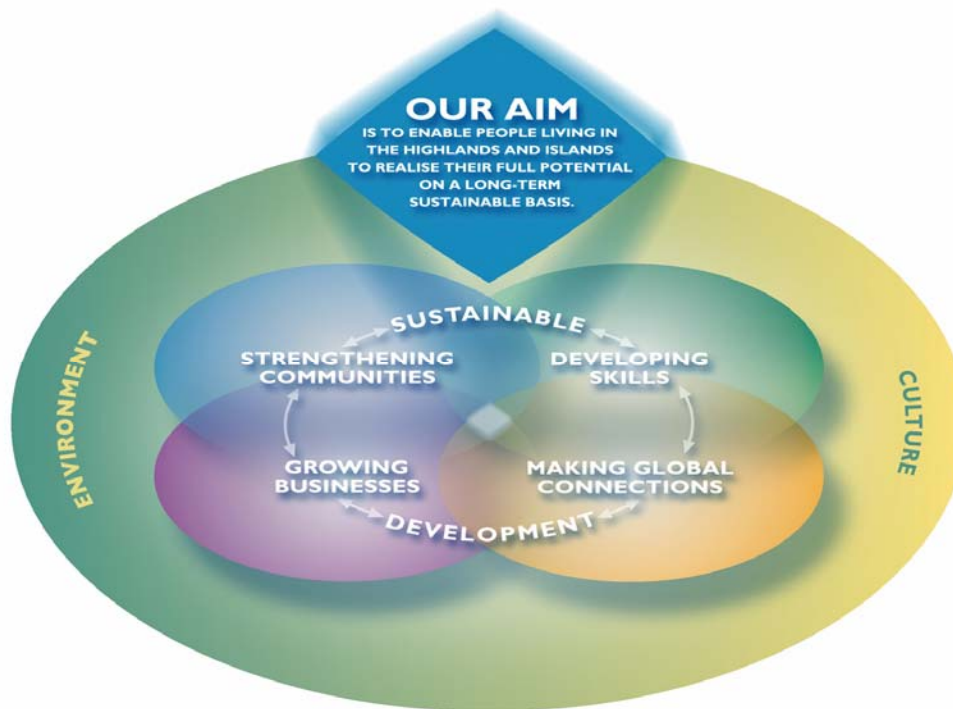 OUR AIM
IS TO ENABLE PEOPLE LIVING IN
THE HIGHLANDS AND ISLANDS
TO REALISE THEIR FULL POTENTIAL
ON A LONG-TERM
SUSTAINABLE BASIS.
ENVIRONMENT
SUSTAINABLE
STRENGTHENING
COMMUNITIES
DEVELOPING
SKILLS
GROWING
BUSINESSES
MAKING GLOBAL
CONNECTIONS
DEVELOPMENT
CULTURE